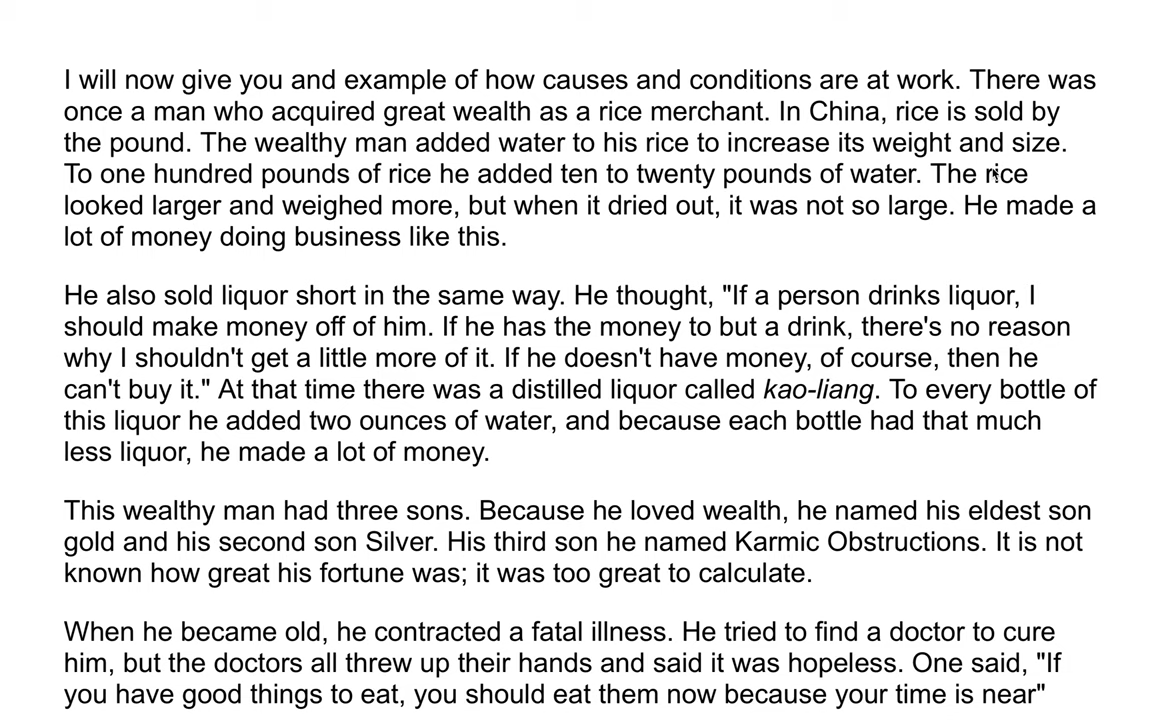 I will now give you and example of how causes and conditions are at work. There was
once a man who acquired great wealth as a rice merchant. In China, rice is sold by
the pound. The wealthy man added water to his rice to increase its weight and size.
To one hundred pounds of rice he added ten to twenty pounds of water. The rice
looked larger and weighed more, but when it dried out, it was not so large. He made a
lot of money doing business like this.
He also sold liquor short in the same way. He thought, "If a person drinks liquor, I
should make money off of him. If he has the money to but a drink, there's no reason
why I shouldn't get a little more of it. If he doesn't have money, of course, then he
can't buy it." At that time there was a distilled liquor called kao-liang. To every bottle of
this liquor he added two ounces of water, and because each bottle had that much
less liquor, he made a lot of money.
This wealthy man had three sons. Because he loved wealth, he named his eldest son
gold and his second son Silver. His third son he named Karmic Obstructions. It is not
known how great his fortune was; it was too great to calculate.
When he became old, he contracted a fatal illness. He tried to find a doctor to cure
him, but the doctors all threw up their hands and said it was hopeless. One said, "If
you have good things to eat, you should eat them now because your time is near"